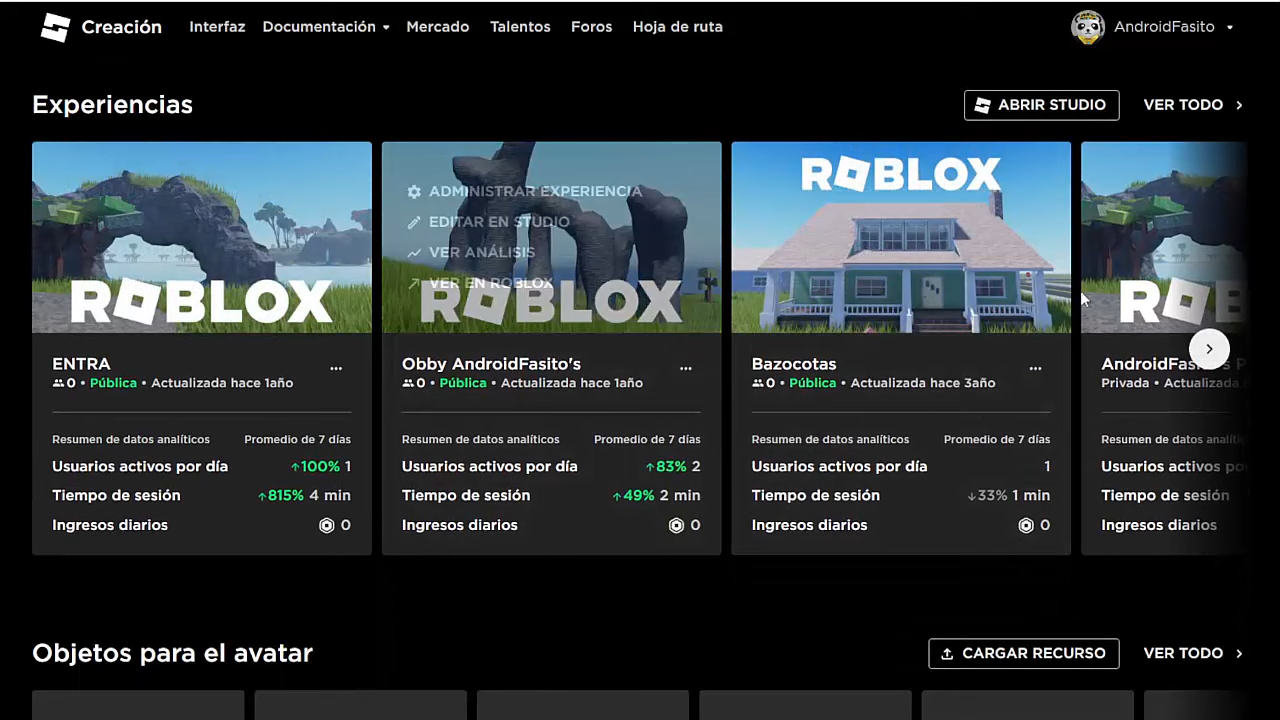 Creación Interfaz Documentación Mercado Talentos Foros Hoja de ruta AndroidFasito
Experiencias ABRIR STUDIO VER TODO
ROBLOX
ADMINISTRAR EXPERIENCIA
EDITAR EN STUDIO
VER ANÁLISIS
VER EN ROBLOX
ROBLOX
ROBLOX
ENTRA ...
0 • Pública • Actualizada hace 1año
Resumen de datos analíticos Promedio de 7 días
Usuarios activos por día ↑100% 1
Tiempo de sesión ↑815% 4 min
Ingresos diarios 0
Obby AndroidFasito's ...
0 • Pública • Actualizada hace 1año
Resumen de datos analíticos Promedio de 7 días
Usuarios activos por día ↑83% 2
Tiempo de sesión ↑49% 2 min
Ingresos diarios 0
Bazocotas ...
0 • Pública • Actualizada hace 3año
Resumen de datos analíticos Promedio de 7 días
Usuarios activos por día 1
Tiempo de sesión ↓33% 1 min
Ingresos diarios 0
Privada • Actualizada
Resumen de datos
Usuarios activos
Tiempo de sesión
Ingresos diarios
Objetos para el avatar CARGAR RECURSO VER TODO